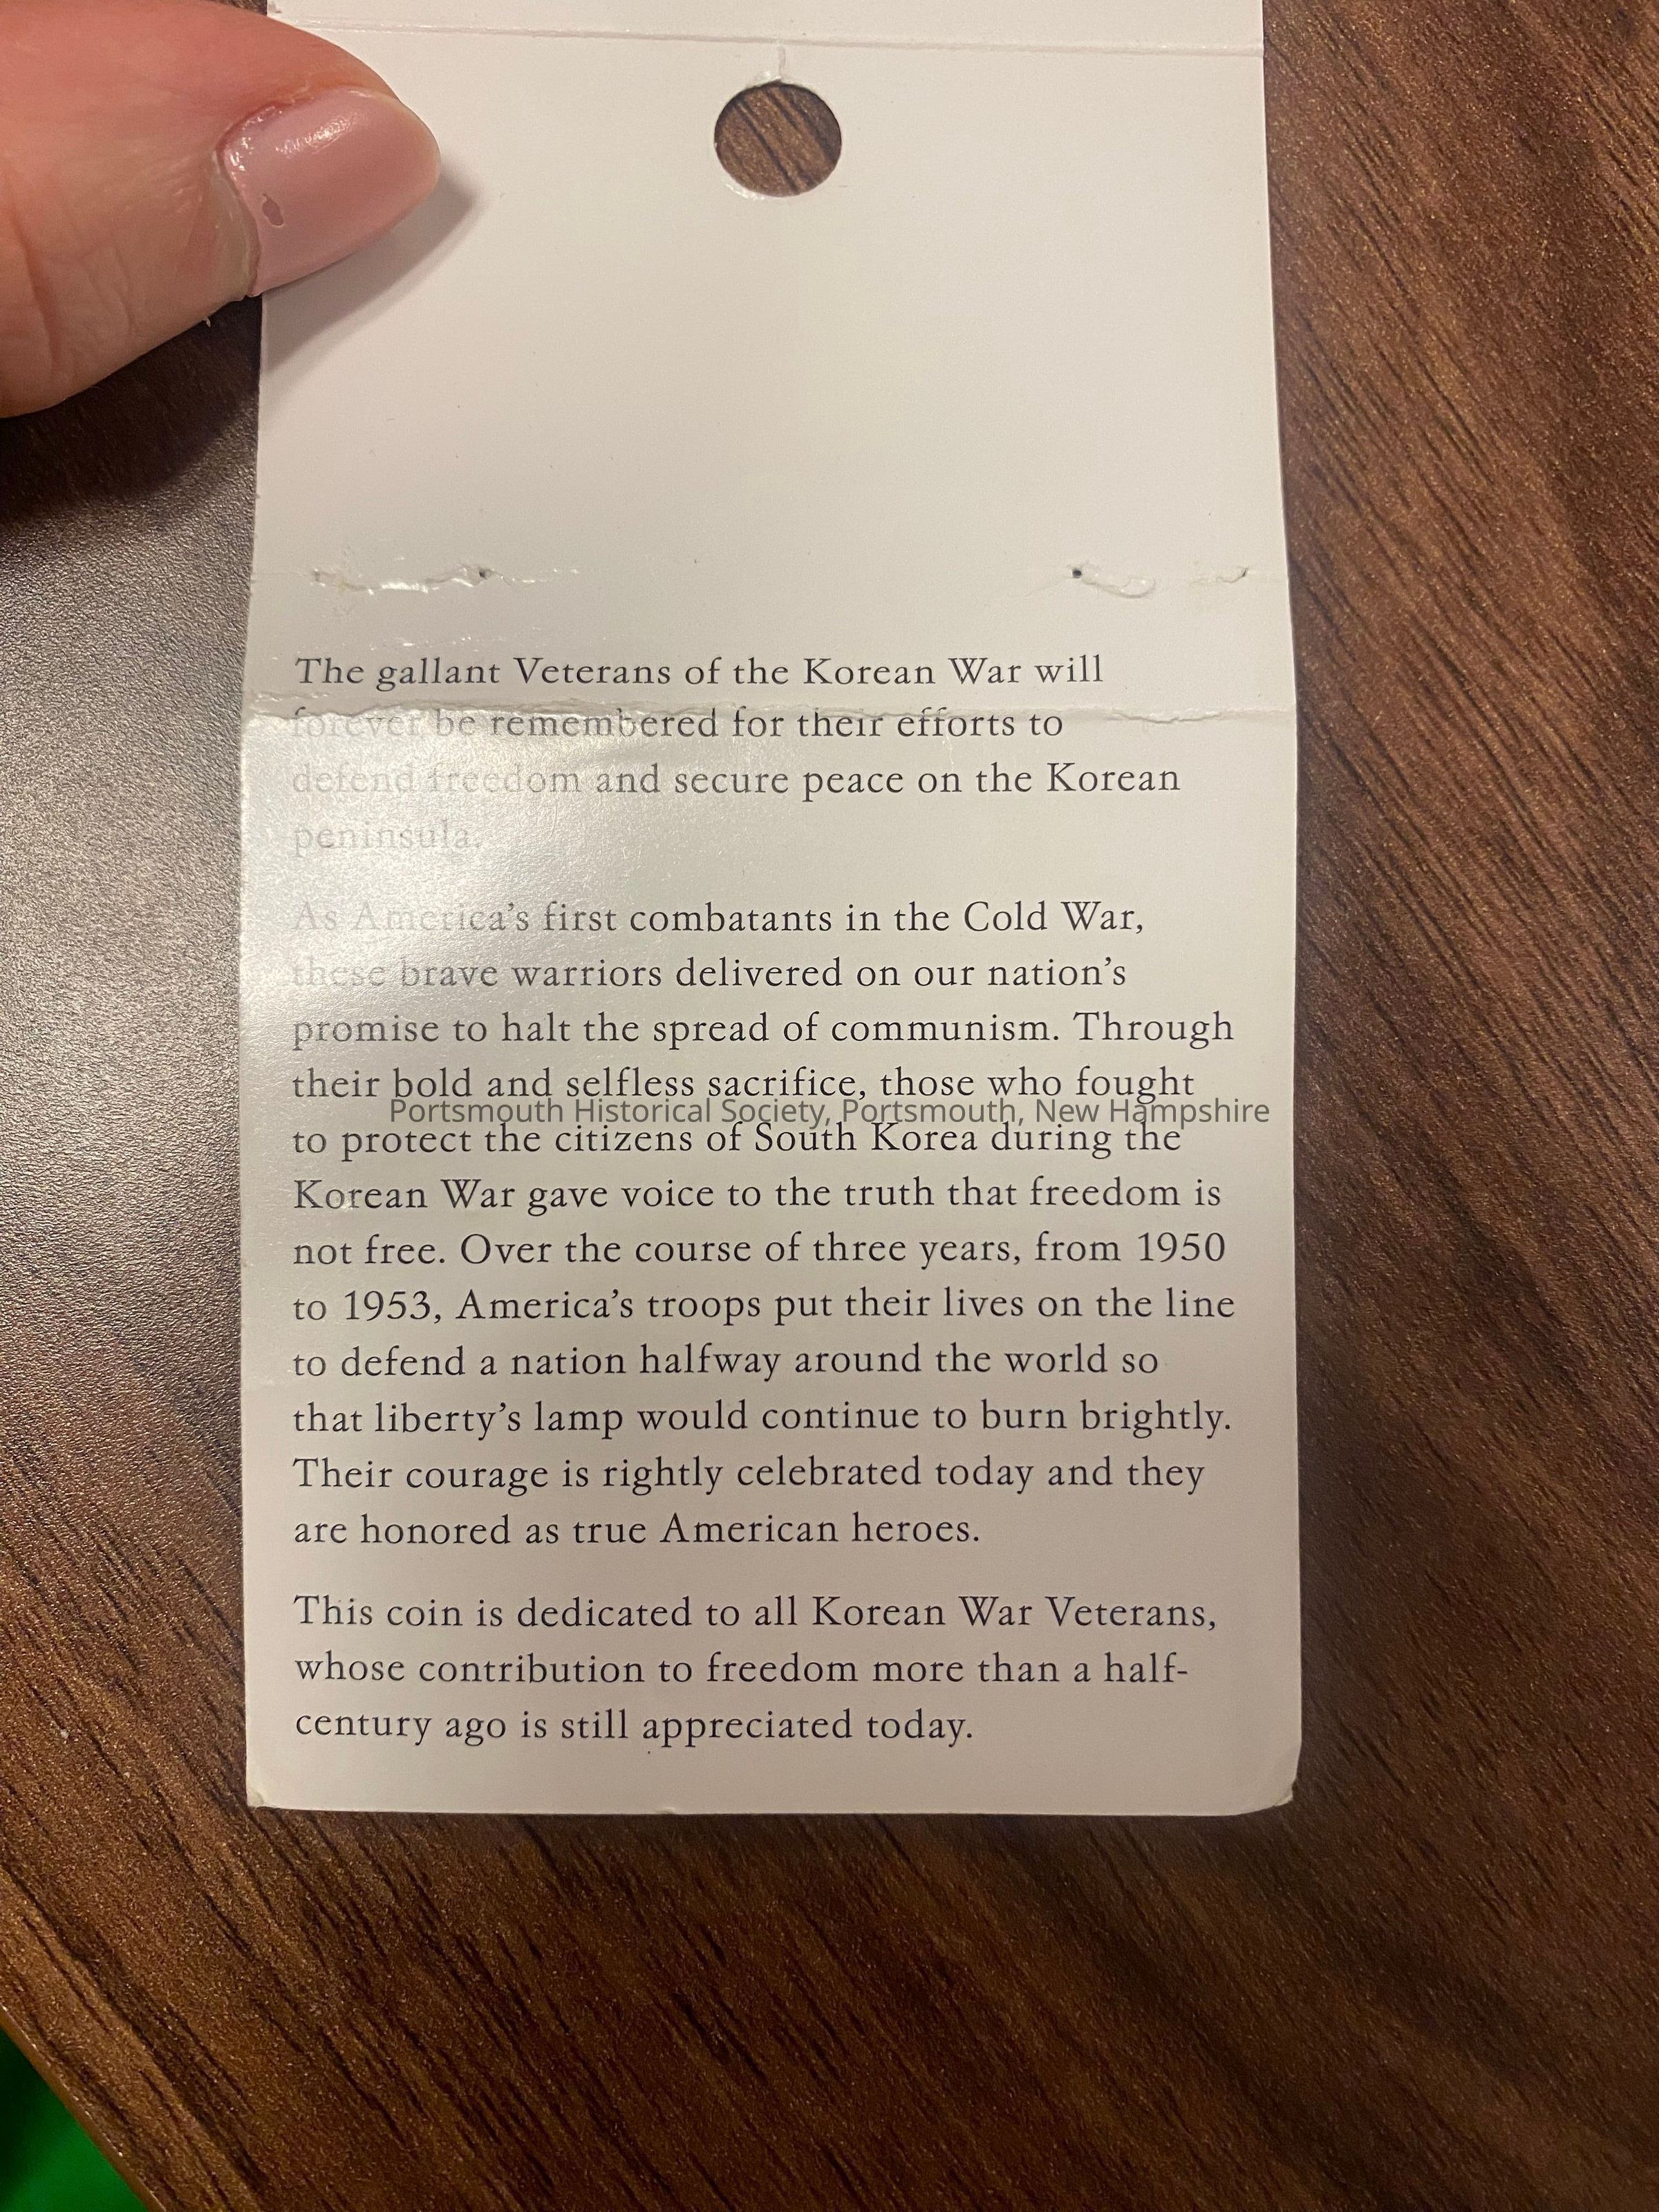 The gallant Veterans of the Korean War will
forever be remembered for their efforts to
defend freedom and secure peace on the Korean
peninsula.
As America's first combatants in the Cold War,
these brave warriors delivered on our nation's
promise to halt the spread of communism. Through
their bold and selfless sacrifice, those who fought
Portsmouth Historical Society, Portsmouth, New Hampshire
to protect the citizens of South Korea during the
Korean War gave voice to the truth that freedom is
not free. Over the course of three years, from 1950
to 1953, America's troops put their lives on the line
to defend a nation halfway around the world so
that liberty's lamp would continue to burn brightly.
Their courage is rightly celebrated today and they
are honored as true American heroes.
This coin is dedicated to all Korean War Veterans,
whose contribution to freedom more than a half-
century ago is still appreciated today.